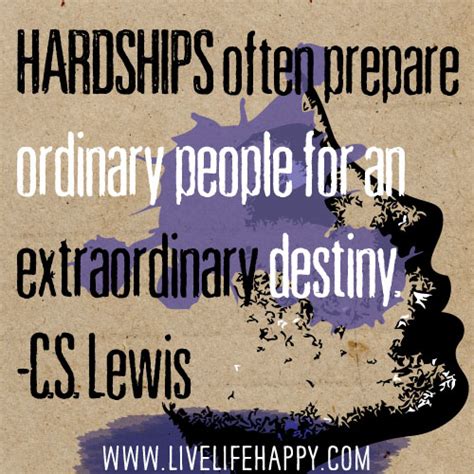 HARDSHIPS often prepare
ordinary people for an
extraordinary destiny.
-C.S. Lewis
WWW.LIVELIFEHAPPY.COM